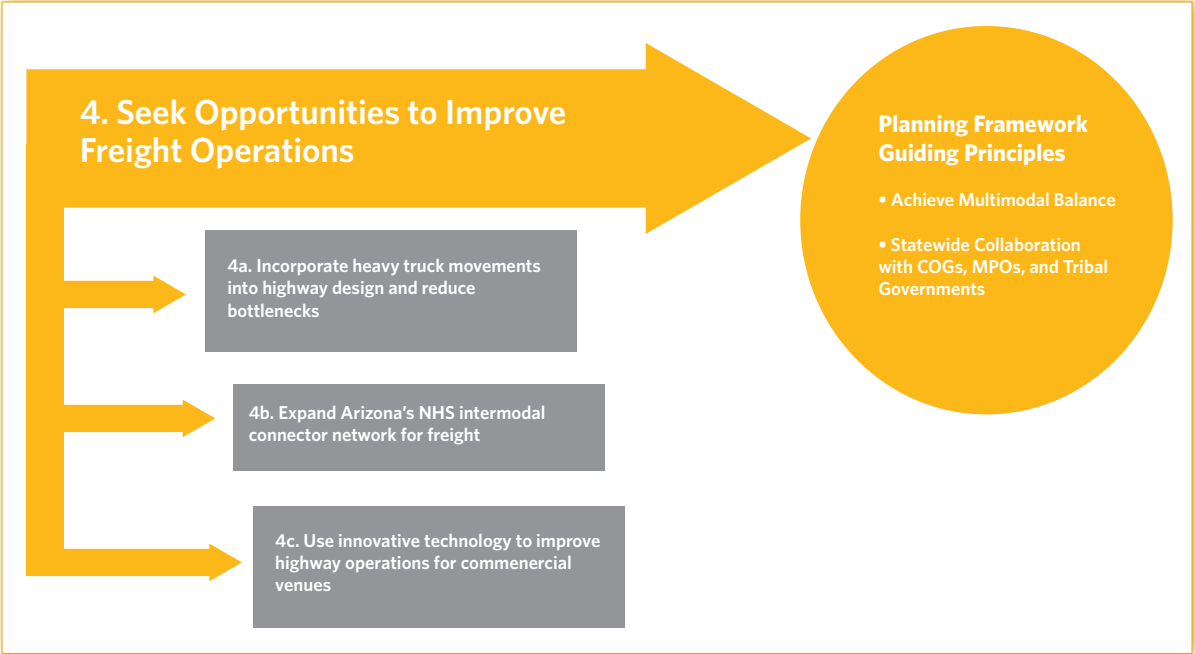 4. Seek Opportunities to Improve
Freight Operations
Planning Framework
Guiding Principles
• Achieve Multimodal Balance
• Statewide Collaboration
with COGs, MPOs, and Tribal
Governments
4a. Incorporate heavy truck movements
into highway design and reduce
bottlenecks
4b. Expand Arizona's NHS intermodal
connector network for freight
4c. Use innovative technology to improve
highway operations for commenercial
venues